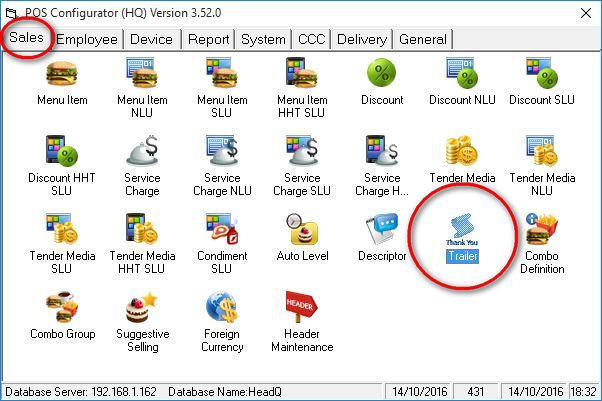 POS Configurator (HQ) Version 3.52.0
Sales Employee Device Report System CCC Delivery General
Menu Item
Menu Item NLU
Menu Item SLU
Menu Item HHT SLU
Discount
Discount NLU
Discount SLU
Discount HHT SLU
Service Charge
Service Charge NLU
Service Charge SLU
Service Charge H...
Tender Media
Tender Media NLU
Tender Media SLU
Tender Media HHT SLU
Condiment SLU
Auto Level
Descriptor
Thank You
Trailer
Combo Definition
Combo Group
Suggestive Selling
Foreign Currency
HEADER
Header Maintenance
Database Server: 192.168.1.162 Database Name:HeadQ 14/10/2016 431 14/10/2016 18:32